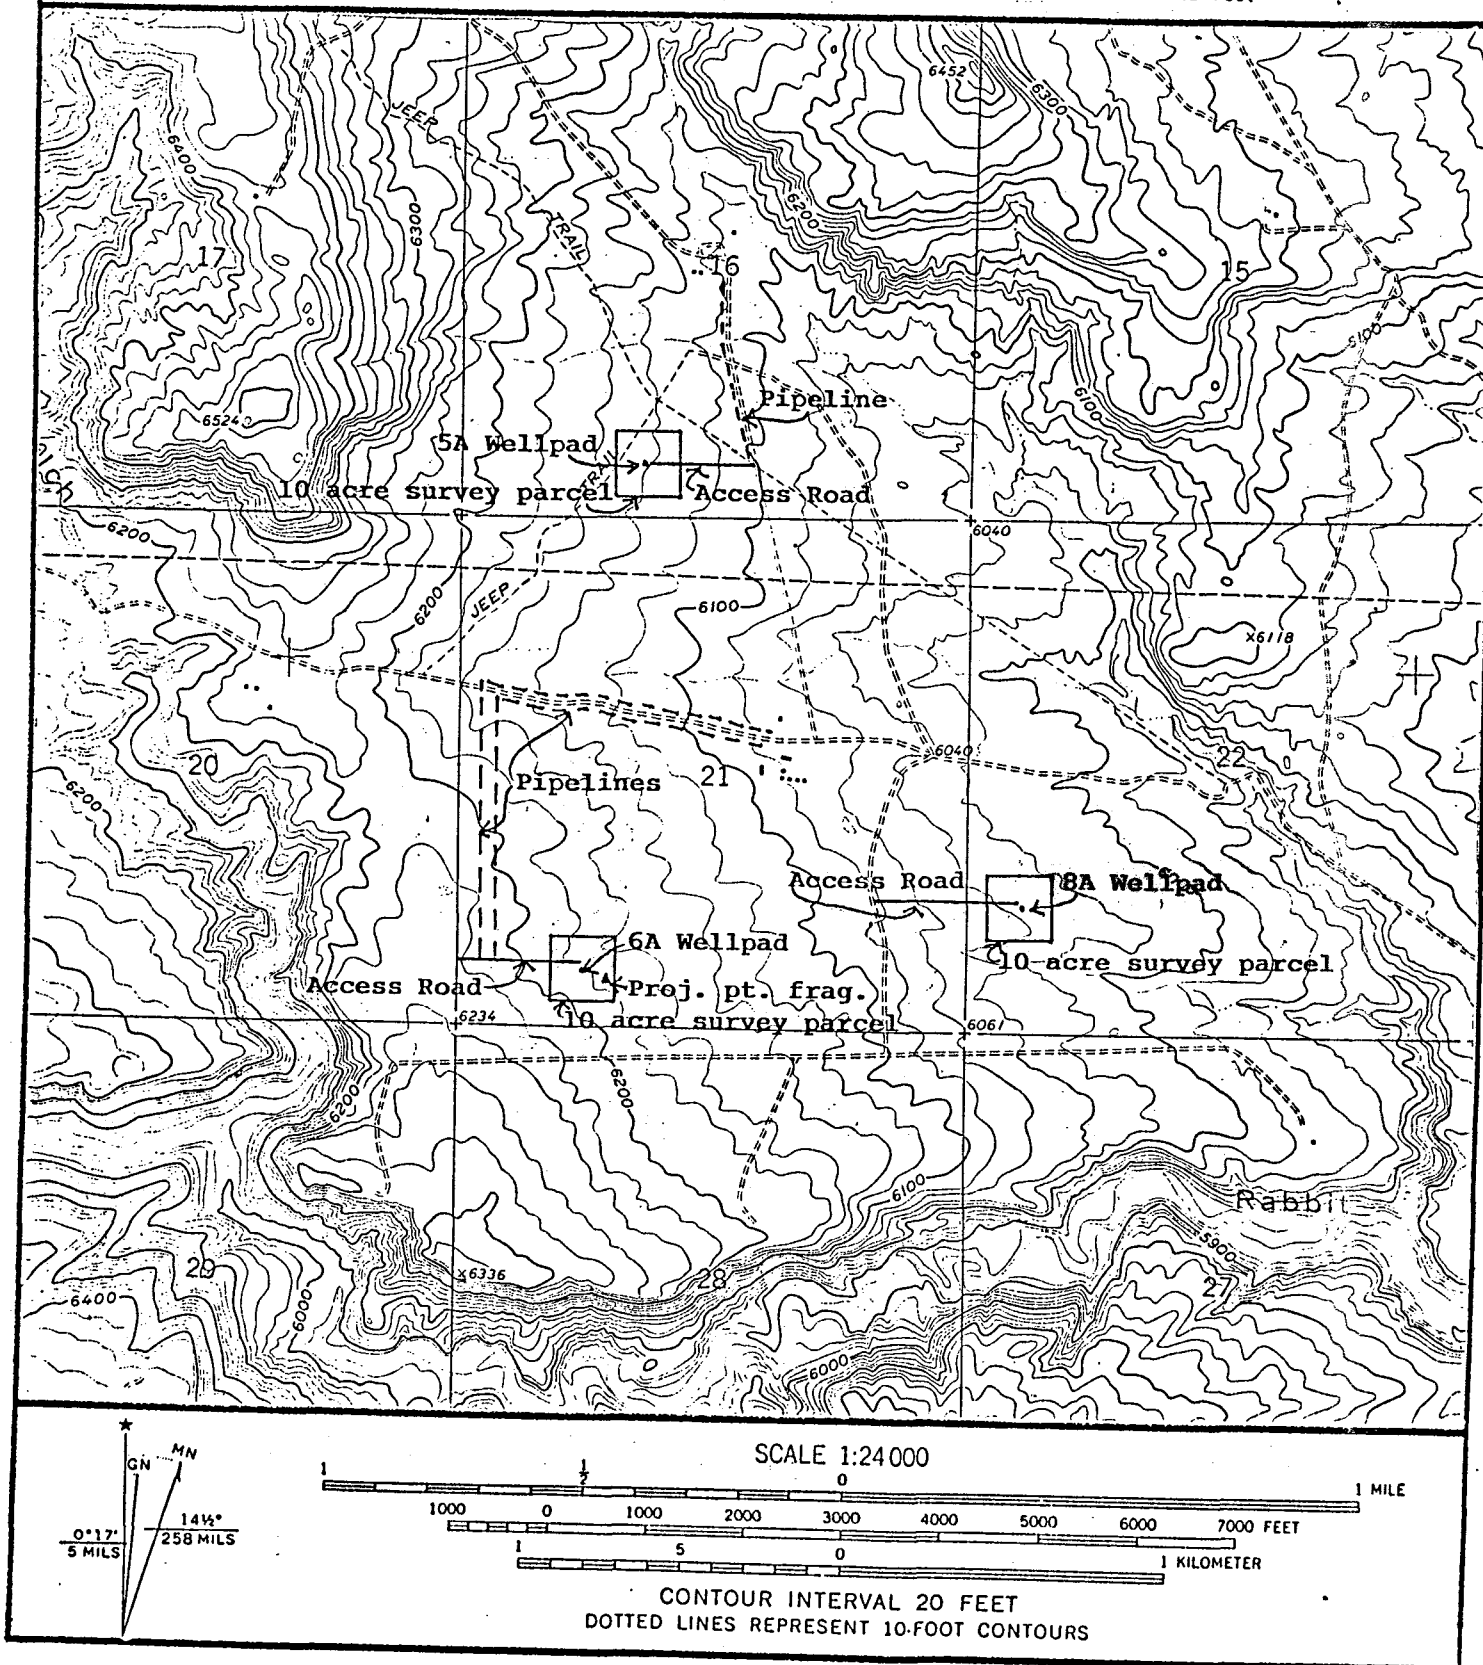 6452
6300
JEEP
6400
6200
6300
TRAIL
17
16
15
6100
6524
Pipeline
6100
5A Wellpad
TRAIL
10 acre survey parcel
Access Road
6200
6040
6200
JEEP
6100
x6118
6040
20
22
Pipelines
21
6200
Access Road
8A Wellpad
6A Wellpad
10 acre survey parcel
Access Road
Proj. pt. frag.
10 acre survey parcel
6234
6061
6200
6200
6100
Rabbit
5900
29
x6336
28
27
6400
6000
6000
GN
MN
0°17'
5 MILS
14½°
258 MILS
SCALE 1:24 000
1
½
0
1 MILE
1000
0
1000
2000
3000
4000
5000
6000
7000 FEET
1
5
0
1 KILOMETER
CONTOUR INTERVAL 20 FEET
DOTTED LINES REPRESENT 10-FOOT CONTOURS